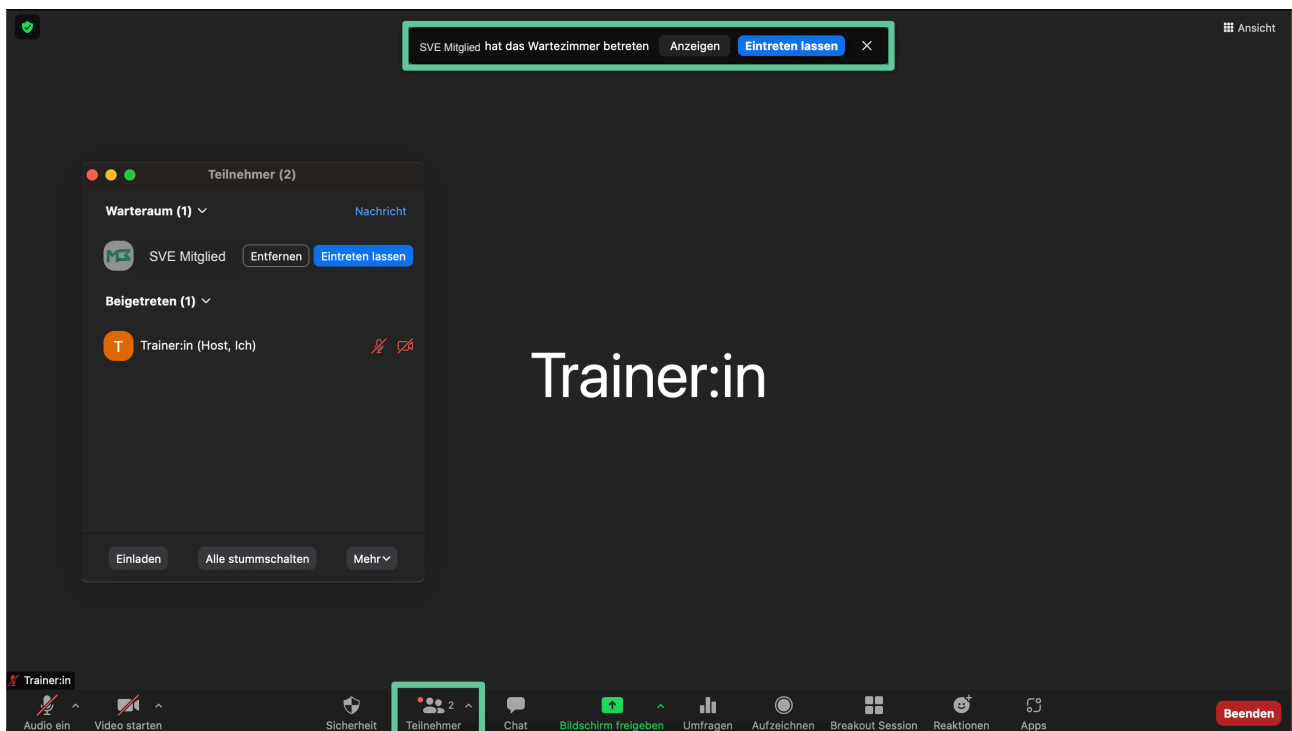 SVE Mitglied hat das Wartezimmer betreten Anzeigen Eintreten lassen
Ansicht
Teilnehmer (2)
Warteraum (1) Nachricht
SVE Mitglied Entfernen Eintreten lassen
Beigetreten (1)
T Trainer:in (Host, Ich)
Trainer:in
Einladen Alle stummschalten Mehr
Trainer:in
2
Audio ein Video starten Sicherheit Teilnehmer Chat Bildschirm freigeben Umfragen Aufzeichnen Breakout Session Reaktionen Apps Beenden